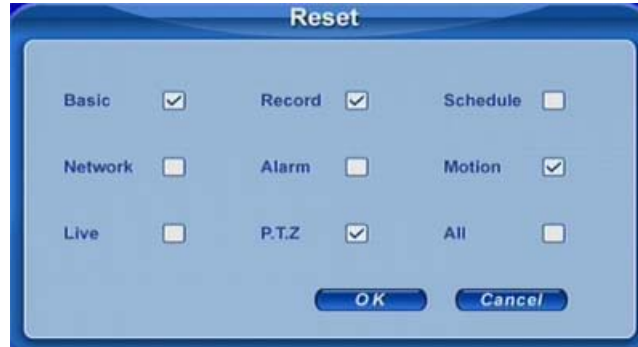 Reset
Basic Record Schedule
Network Alarm Motion
Live P.T.Z All
OK Cancel